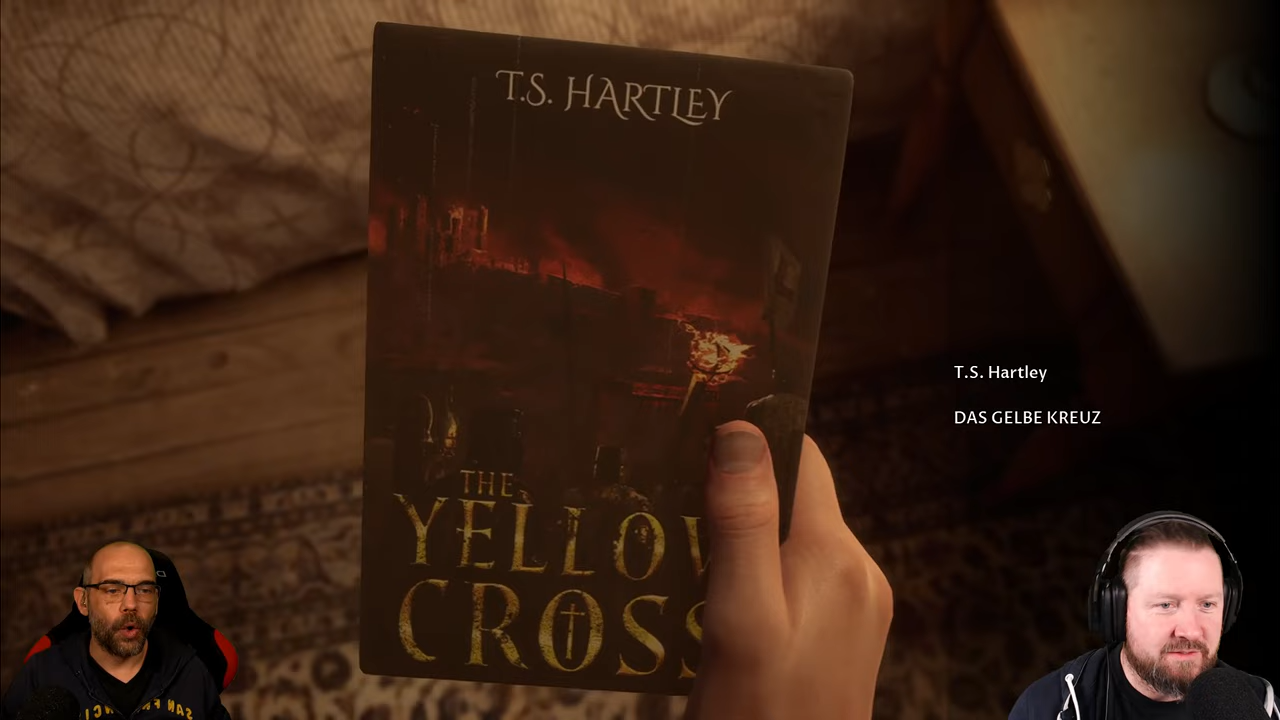 T.S. HARTLEY
THE
YELLOW
CROSS
T.S. Hartley
DAS GELBE KREUZ